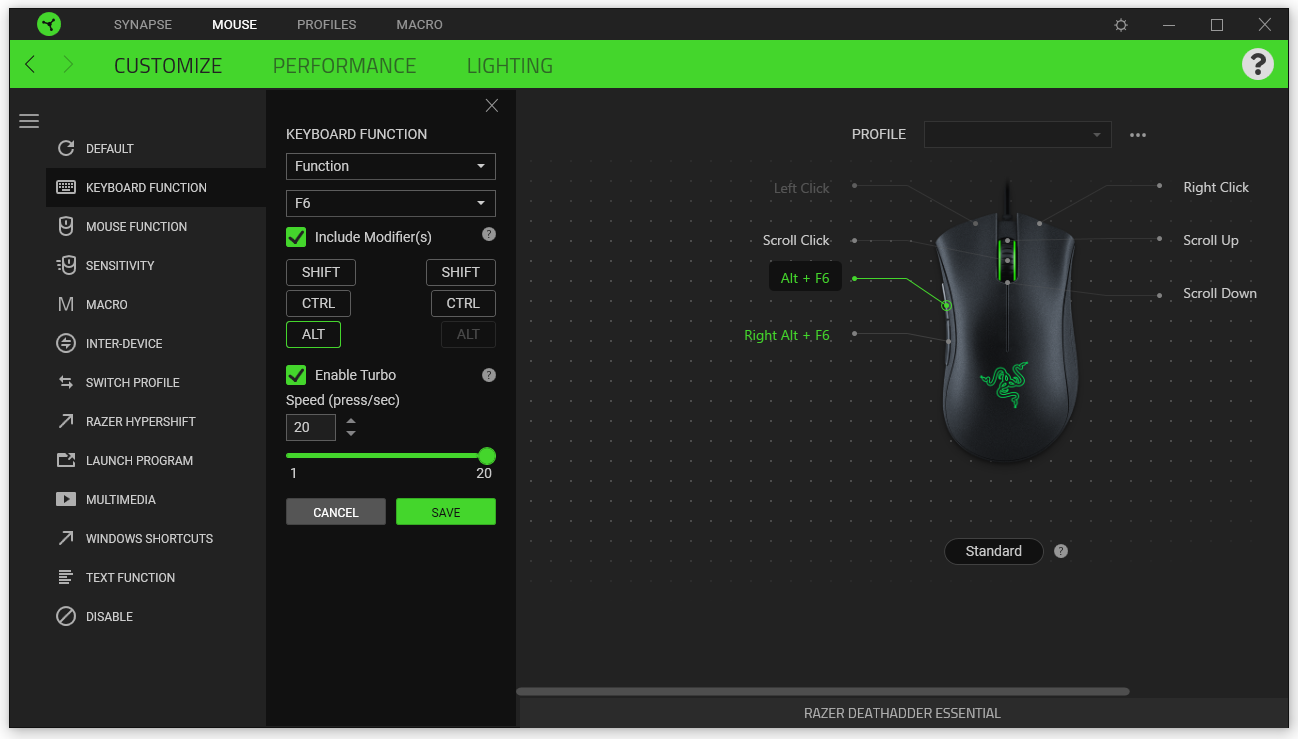 SYNAPSE MOUSE PROFILES MACRO
CUSTOMIZE PERFORMANCE LIGHTING ?
DEFAULT
KEYBOARD FUNCTION
MOUSE FUNCTION
SENSITIVITY
MACRO
INTER-DEVICE
SWITCH PROFILE
RAZER HYPERSHIFT
LAUNCH PROGRAM
MULTIMEDIA
WINDOWS SHORTCUTS
TEXT FUNCTION
DISABLE
KEYBOARD FUNCTION
Function
F6
Include Modifier(s) ?
SHIFT SHIFT
CTRL CTRL
ALT ALT
Enable Turbo ?
Speed (press/sec)
20
1 20
CANCEL SAVE
PROFILE
Left Click Right Click
Scroll Click Scroll Up
Alt + F6
Scroll Down
Right Alt + F6
Standard ?
RAZER DEATHADDER ESSENTIAL